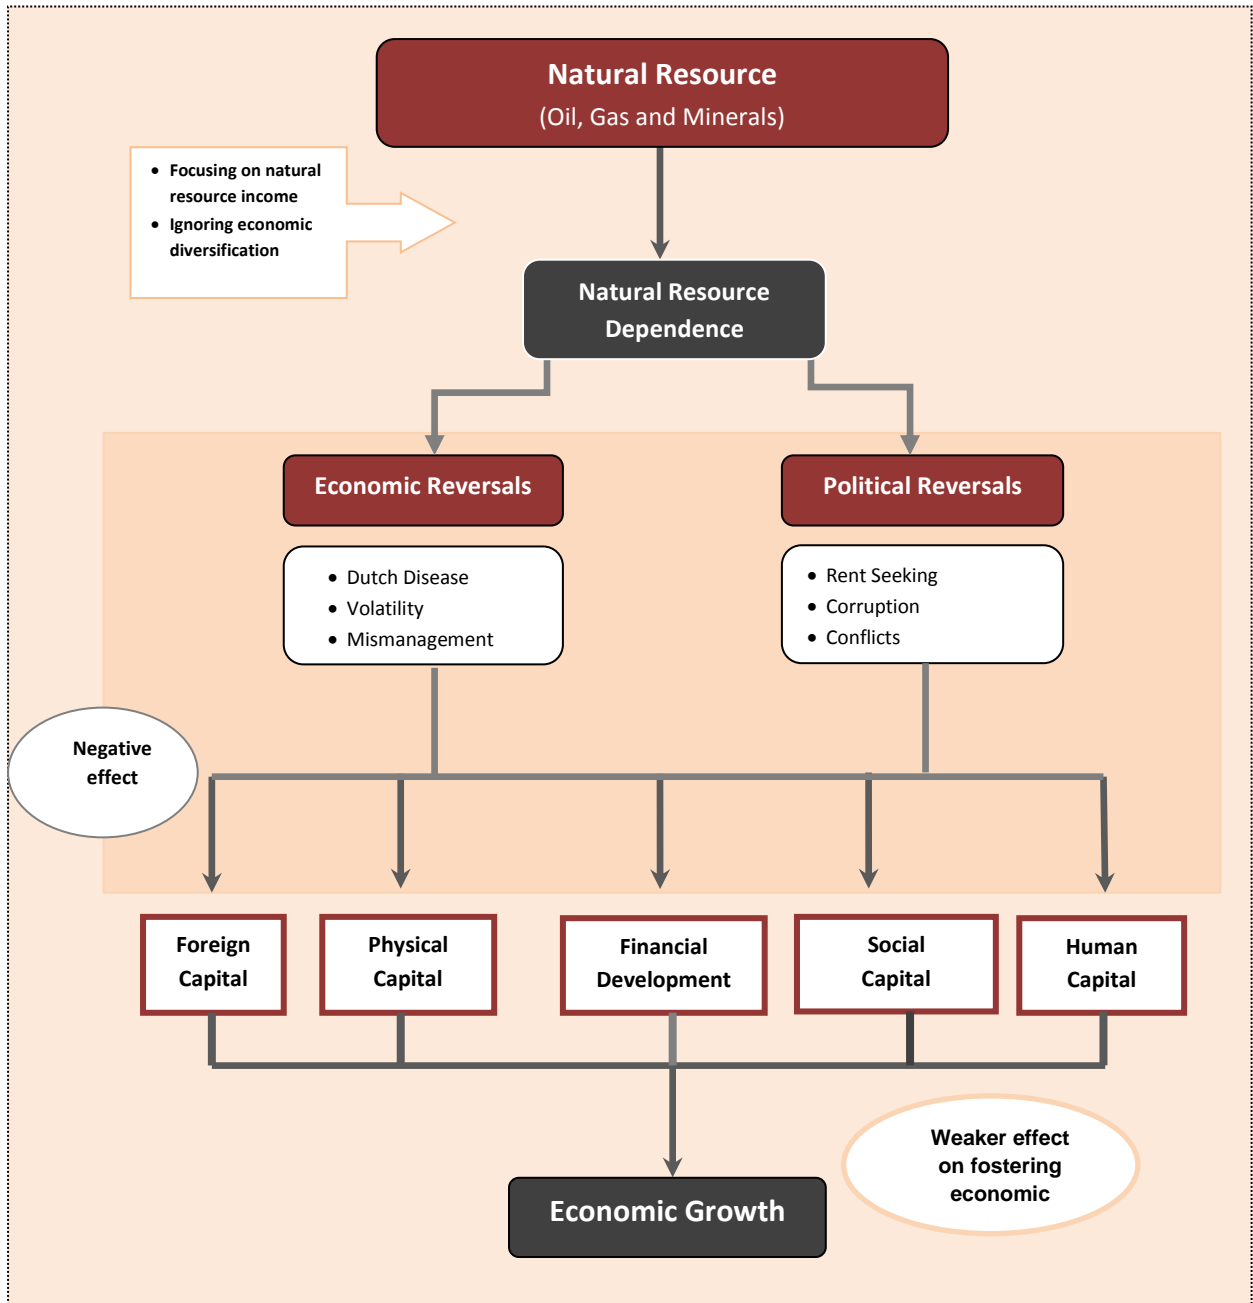 Natural Resource
(Oil, Gas and Minerals)
• Focusing on natural
resource income
• Ignoring economic
diversification
Natural Resource
Dependence
Economic Reversals
Political Reversals
• Dutch Disease
• Volatility
• Mismanagement
• Rent Seeking
• Corruption
• Conflicts
Negative
effect
Foreign
Capital
Physical
Capital
Financial
Development
Social
Capital
Human
Capital
Weaker effect
on fostering
economic
Economic Growth